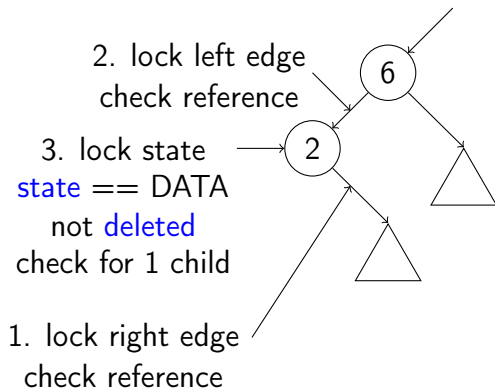 6
2. lock left edge
check reference
2
3. lock state
state == DATA
not deleted
check for 1 child
1. lock right edge
check reference